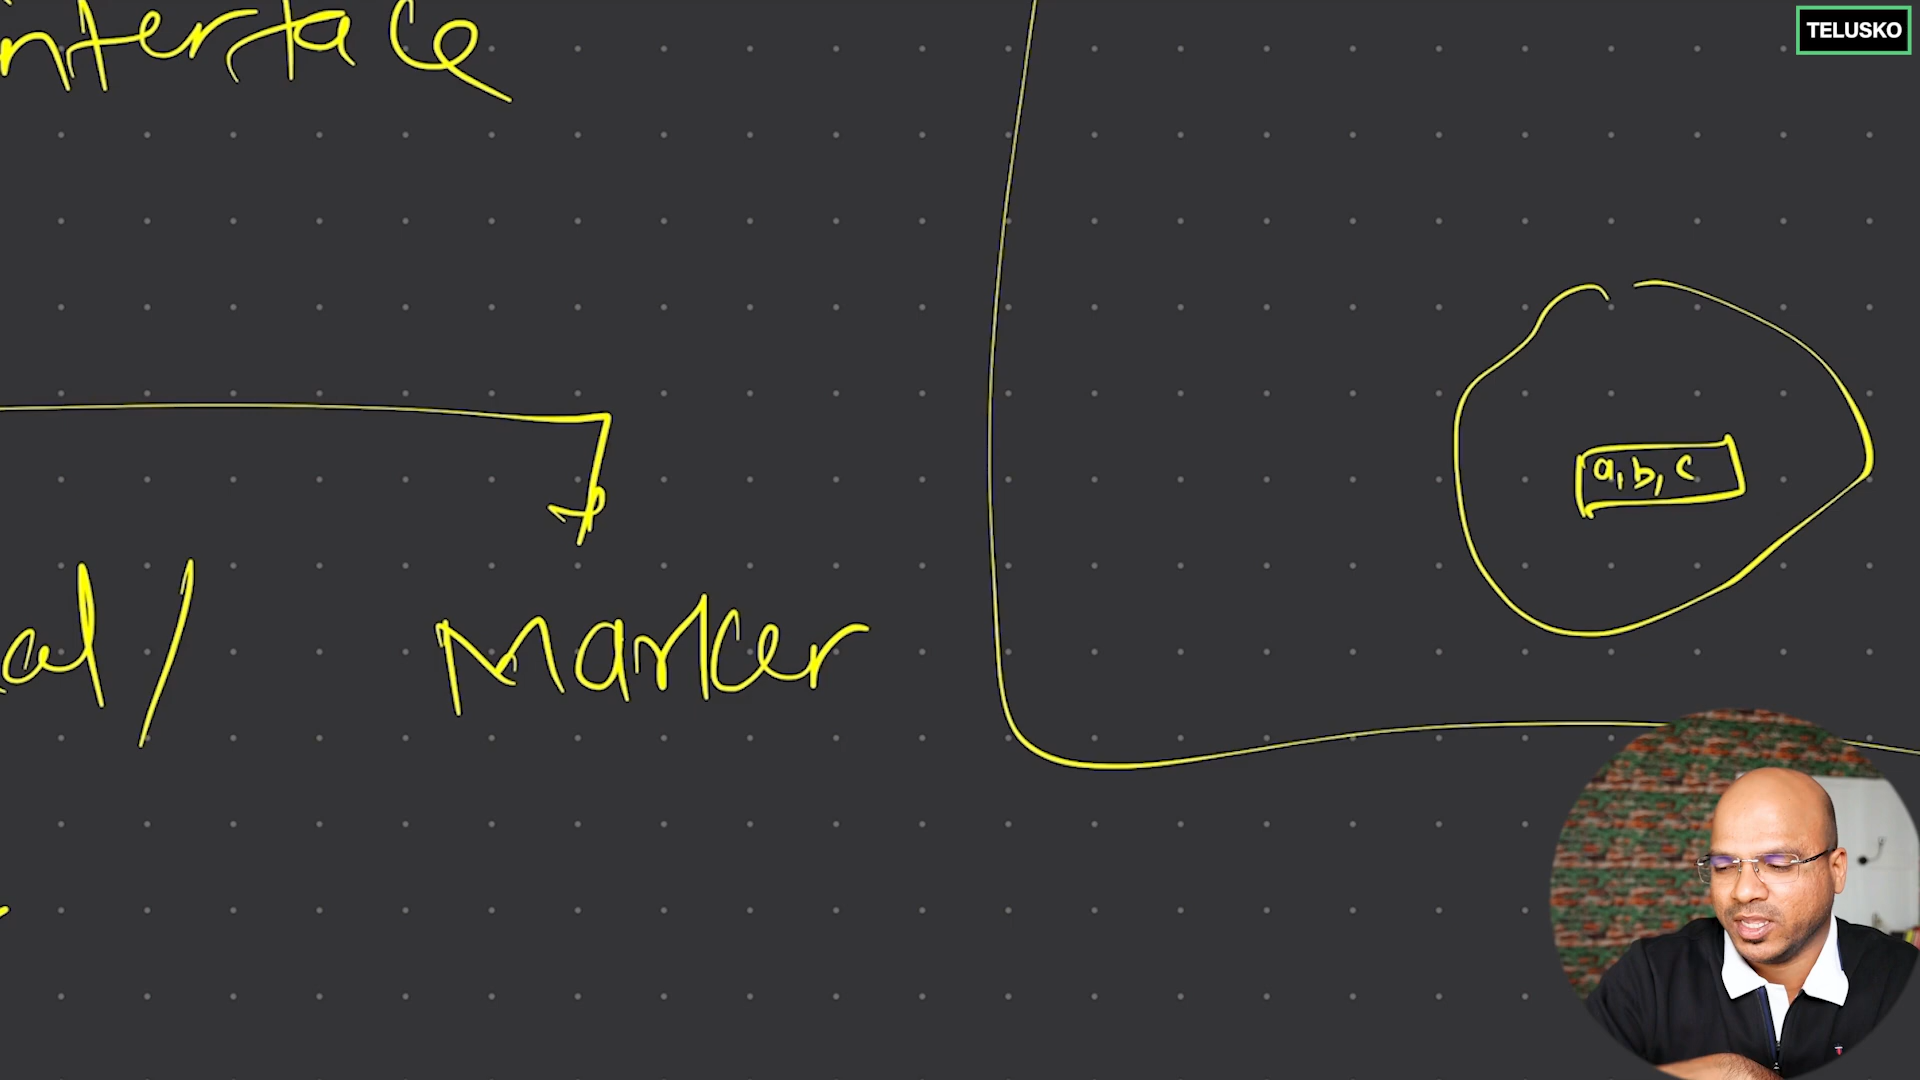 nterface
TELUSKO
a, b, c
al/ Marker